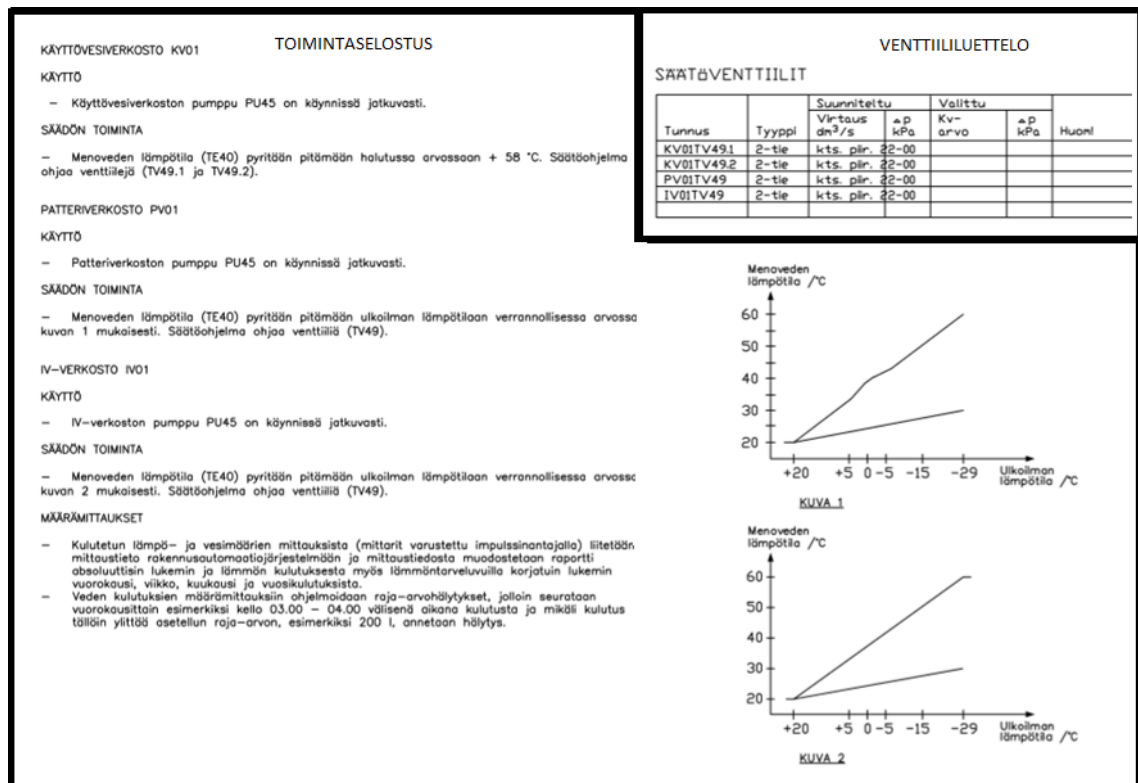 TOIMINTASELOSTUS
KÄYTTÖVESIVERKOSTO KV01
KÄYTTÖ
– Käyttövesiverkoston pumppu PU45 on käynnissä jatkuvasti.
SÄÄDÖN TOIMINTA
– Menoveden lämpötila (TE40) pyritään pitämään halutussa arvossaan + 58 °C. Säätöohjelma
ohjaa venttiilejä (TV49.1 ja TV49.2).
PATTERIVERKOSTO PV01
KÄYTTÖ
– Patteriverkoston pumppu PU45 on käynnissä jatkuvasti.
SÄÄDÖN TOIMINTA
– Menoveden lämpötila (TE40) pyritään pitämään ulkoilman lämpötilaan verrannollisessa arvossa
kuvan 1 mukaisesti. Säätöohjelma ohjaa venttiiliä (TV49).
IV–VERKOSTO IV01
KÄYTTÖ
– IV–verkoston pumppu PU45 on käynnissä jatkuvasti.
SÄÄDÖN TOIMINTA
– Menoveden lämpötila (TE40) pyritään pitämään ulkoilman lämpötilaan verrannollisessa arvossa
kuvan 2 mukaisesti. Säätöohjelma ohjaa venttiiliä (TV49).
MÄÄRÄMITTAUKSET
– Kulutetun lämpö– ja vesimäärien mittauksista (mittarit varustettu impulssinantajalla) liitetään
mittaustieto rakennusautomaatiojärjestelmään ja mittaustiedosta muodostetaan raportti
absoluuttisin lukemin ja lämmön kulutuksesta myös lämmöntarveluvuilla korjatuin lukemin
vuorokausi, viikko, kuukausi ja vuosikulutuksista.
– Veden kulutuksien määrämittauksiin ohjelmoidaan raja–arvohälytykset, jolloin seurataan
vuorokausittain esimerkiksi kello 03.00 – 04.00 välisenä aikana kulutusta ja mikäli kulutus
tällöin ylittää asetellun raja–arvon, esimerkiksi 200 l, annetaan hälytys.
VENTTIILILUETTELO
SÄÄTÖVENTTIILIT
Suunniteltu Valittu
Tunnus Tyyppi Virtaus dm³/s △p kPa Kv-arvo △p kPa Huom!
KV01TV49.1 2-tie kts. piir. 22-00
KV01TV49.2 2-tie kts. piir. 22-00
PV01TV49 2-tie kts. piir. 22-00
IV01TV49 2-tie kts. piir. 22-00
Menoveden
lämpötila /°C
60
50
40
30
20
+20 +5 0 -5 -15 -29
Ulkoilman
lämpötila /°C
KUVA 1
Menoveden
lämpötila /°C
60
50
40
30
20
+20 +5 0 -5 -15 -29
Ulkoilman
lämpötila /°C
KUVA 2